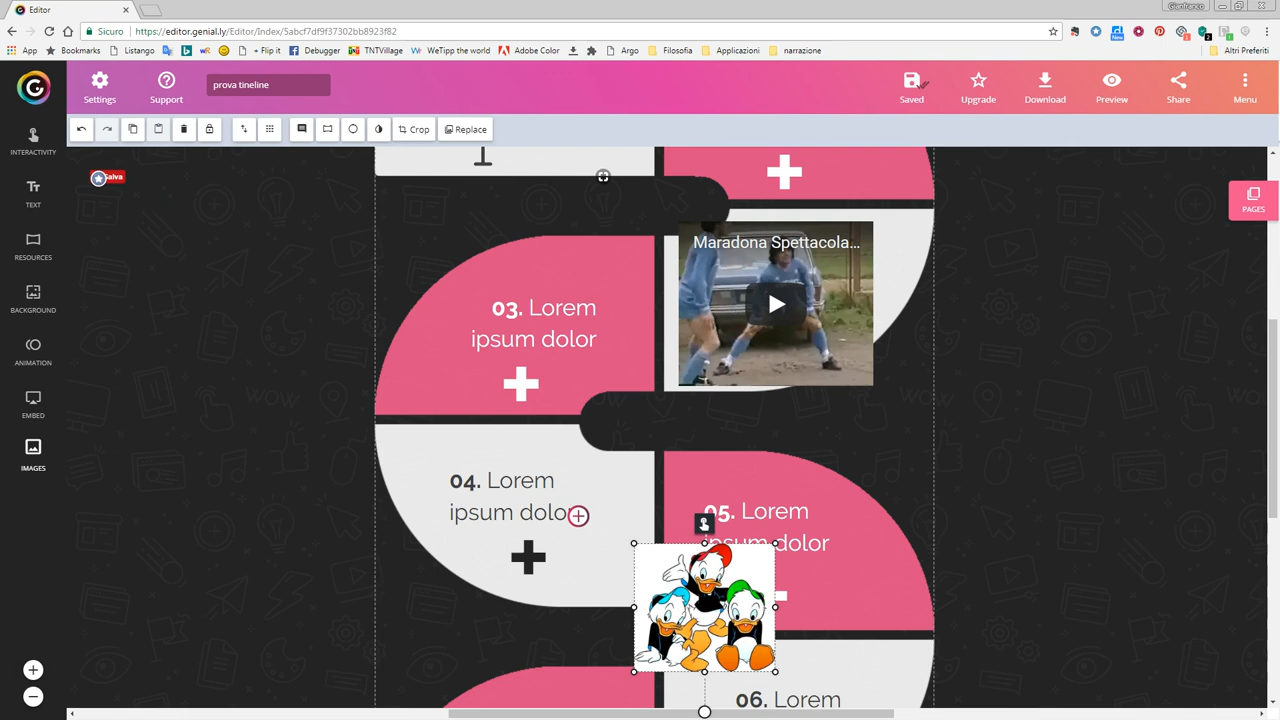 Editor
Gianfranco
Sicuro
https://editor.genial.ly/Editor/Index/5abcf7df9f37302bb8923f82
App
Bookmarks
Listango
wR
+ Flip it
Debugger
TNTVillage
WeTipp the world
Adobe Color
Argo
Filosofia
Applicazioni
narrazione
Altri Preferiti
Settings
Support
prova tineline
Saved
Upgrade
Download
Preview
Share
Menu
Crop
Replace
INTERACTIVITY
TEXT
RESOURCES
BACKGROUND
ANIMATION
EMBED
IMAGES
Salva
PAGES
Maradona Spettacola...
03. Lorem
ipsum dolor
04. Lorem
ipsum dolor
05. Lorem
ipsum dolor
06. Lorem